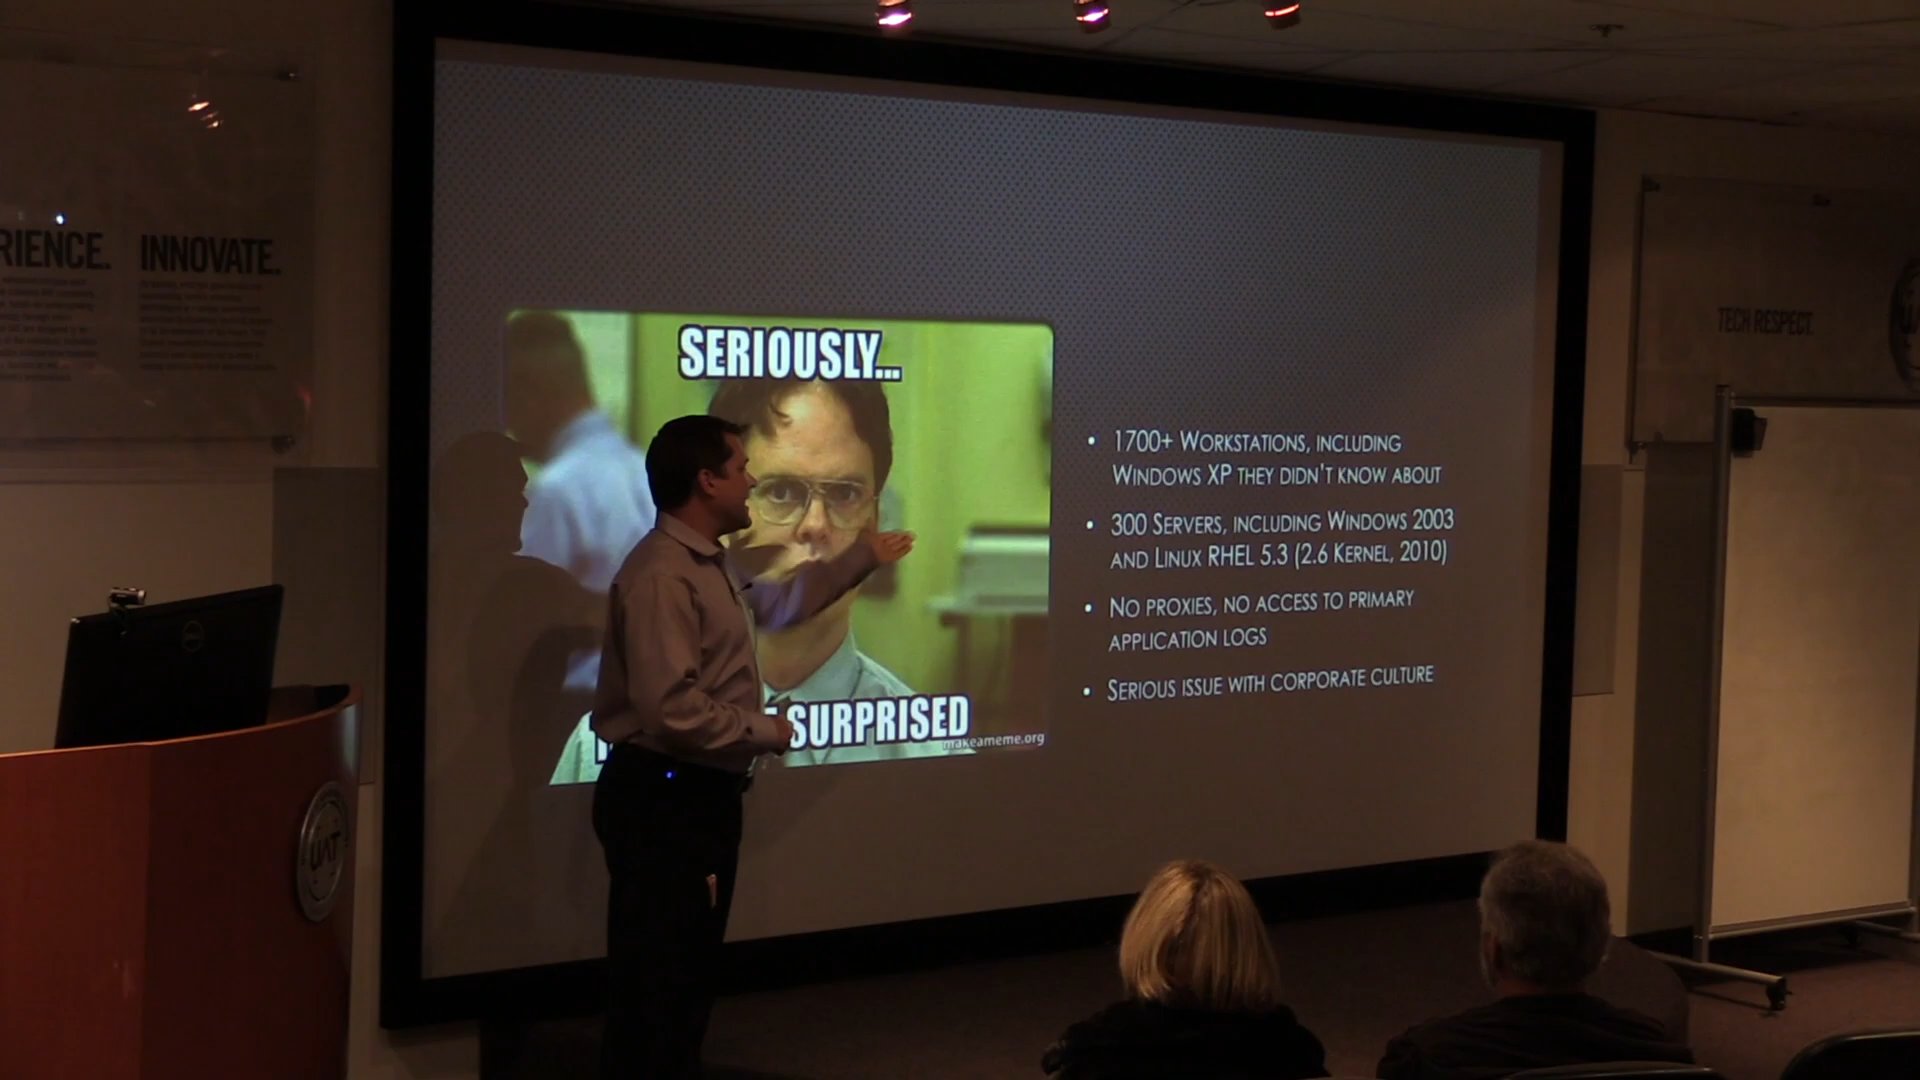 RIENCE. INNOVATE.
TECH RESPECT.
SERIOUSLY...
SURPRISED
makeameme.org
• 1700+ WORKSTATIONS, INCLUDING
WINDOWS XP THEY DIDN'T KNOW ABOUT
• 300 SERVERS, INCLUDING WINDOWS 2003
AND LINUX RHEL 5.3 (2.6 KERNEL, 2010)
• NO PROXIES, NO ACCESS TO PRIMARY
APPLICATION LOGS
• SERIOUS ISSUE WITH CORPORATE CULTURE
DELL
UAT